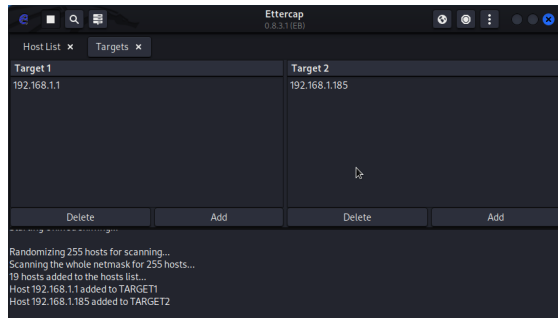 Ettercap
0.8.3.1 (EB)
Host List ×
Targets ×
Target 1
Target 2
192.168.1.1
192.168.1.185
Delete
Add
Delete
Add
Randomizing 255 hosts for scanning...
Scanning the whole netmask for 255 hosts...
19 hosts added to the hosts list...
Host 192.168.1.1 added to TARGET1
Host 192.168.1.185 added to TARGET2